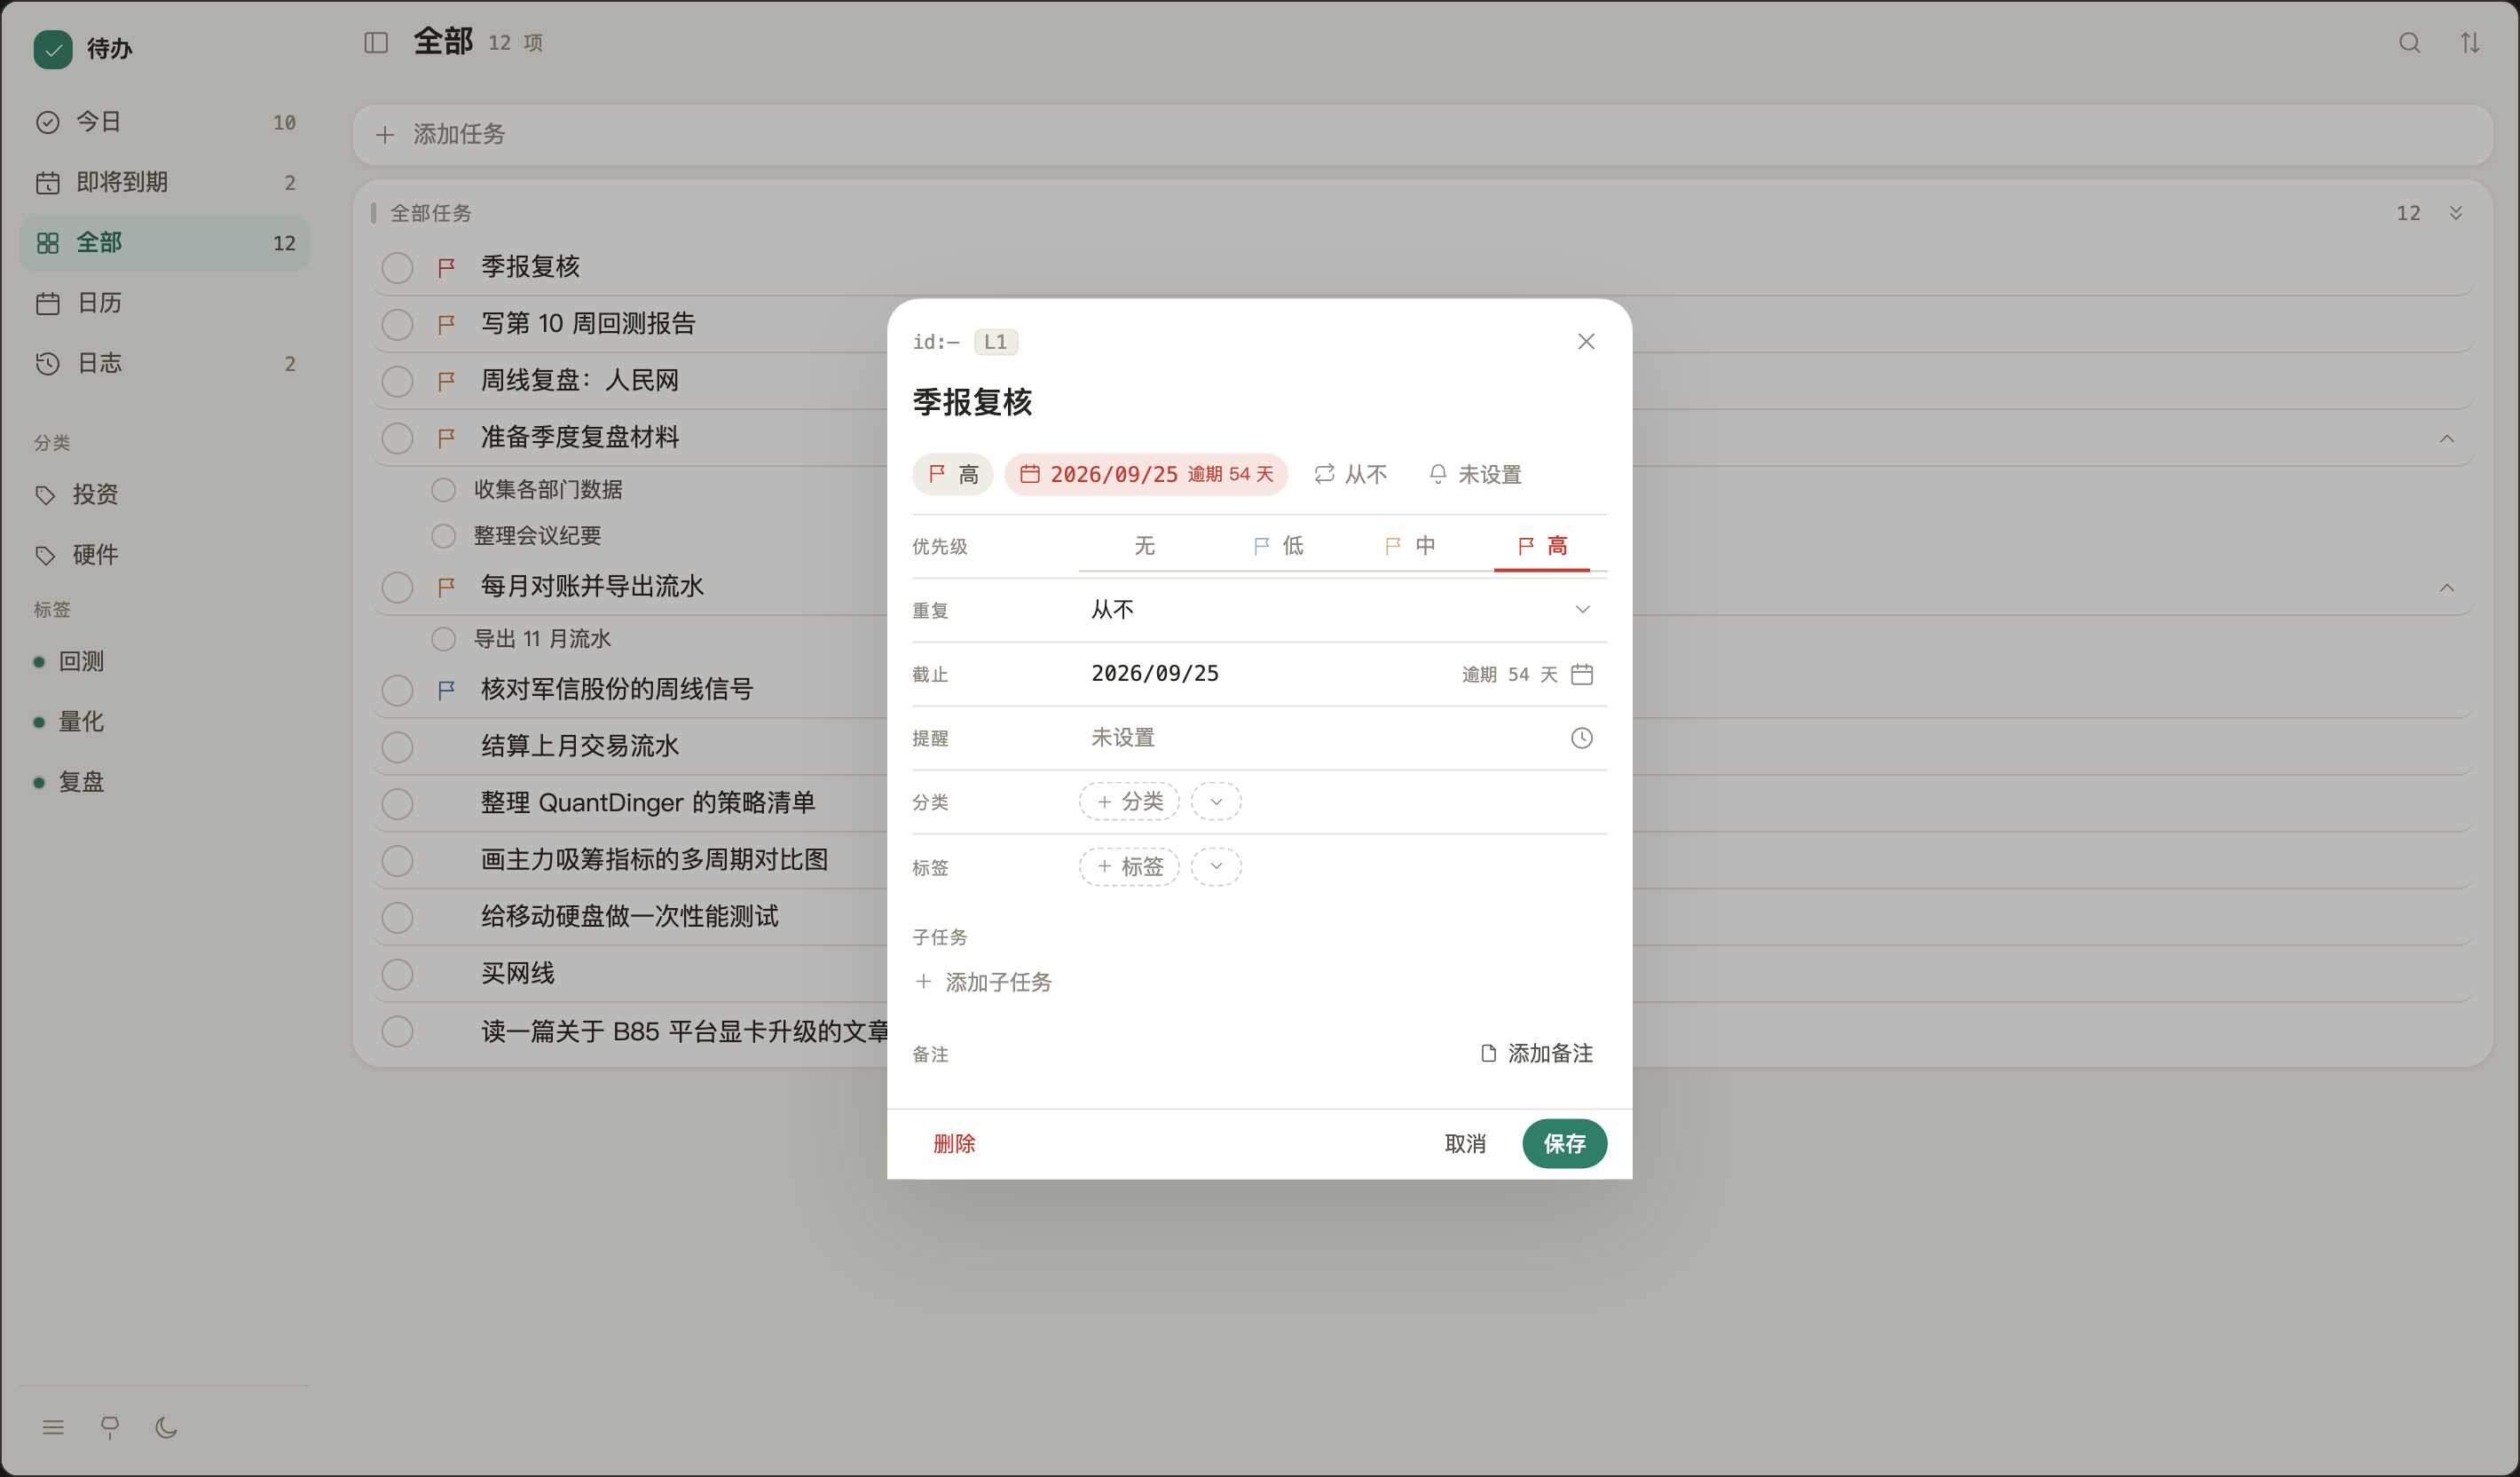 待办
今日 10
即将到期 2
全部 12
日历
日志 2
分类
投资
硬件
标签
回测
量化
复盘
全部 12 项
添加任务
全部任务 12
季报复核
写第 10 周回测报告
周线复盘：人民网
准备季度复盘材料
收集各部门数据
整理会议纪要
每月对账并导出流水
导出 11 月流水
核对军信股份的周线信号
结算上月交易流水
整理 QuantDinger 的策略清单
画主力吸筹指标的多周期对比图
给移动硬盘做一次性能测试
买网线
读一篇关于 B85 平台显卡升级的文章
id:— L1
季报复核
高 2026/09/25 逾期 54 天 从不 未设置
优先级 无 低 中 高
重复 从不
截止 2026/09/25 逾期 54 天
提醒 未设置
分类 + 分类
标签 + 标签
子任务
+ 添加子任务
备注 添加备注
删除 取消 保存